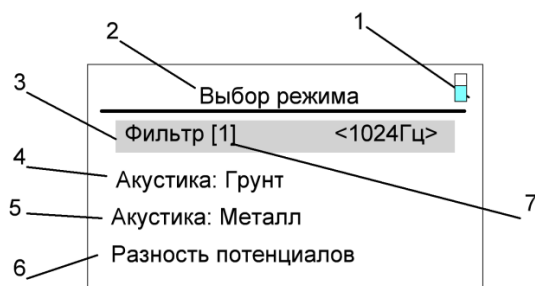 1
2
3
Выбор режима
Фильтр [1] <1024Гц>
4
Акустика: Грунт
5
Акустика: Металл
7
6
Разность потенциалов